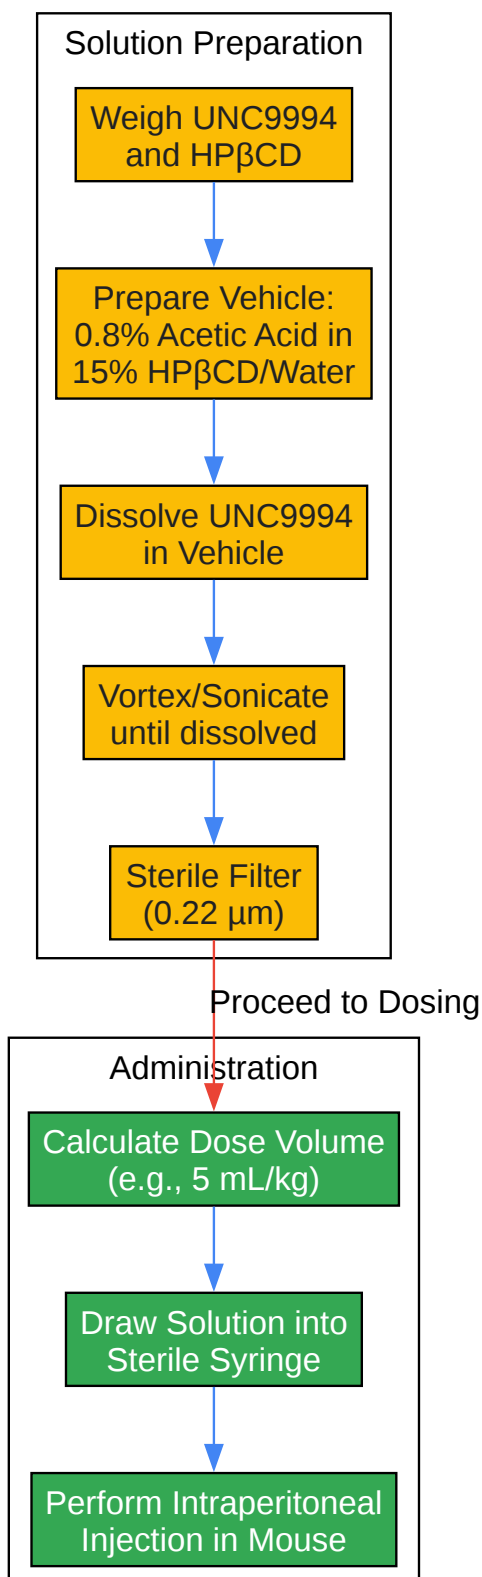 Solution Preparation
Weigh UNC9994
and HPβCD
Prepare Vehicle:
0.8% Acetic Acid in
15% HPβCD/Water
Dissolve UNC9994
in Vehicle
Vortex/Sonicate
until dissolved
Sterile Filter
(0.22 µm)
Proceed to Dosing
Administration
Calculate Dose Volume
(e.g., 5 mL/kg)
Draw Solution into
Sterile Syringe
Perform Intraperitoneal
Injection in Mouse